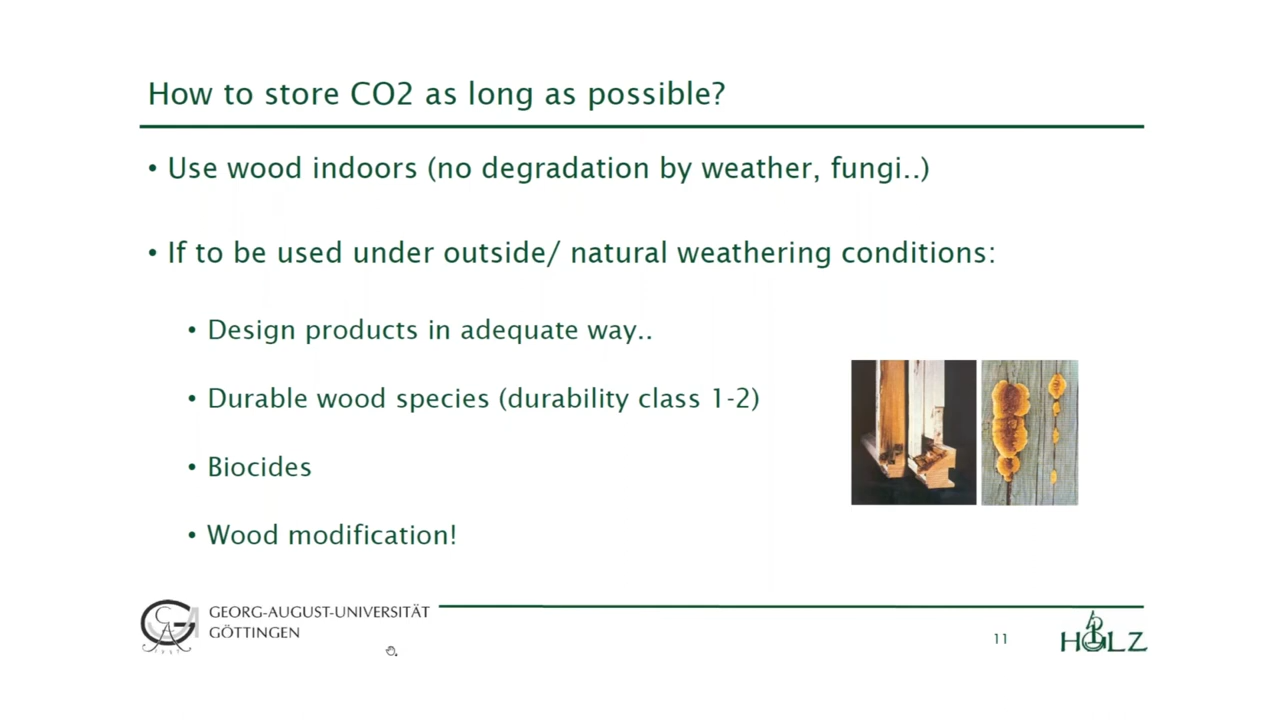 How to store CO2 as long as possible?
• Use wood indoors (no degradation by weather, fungi..)
• If to be used under outside/ natural weathering conditions:
• Design products in adequate way..
• Durable wood species (durability class 1-2)
• Biocides
• Wood modification!
GEORG-AUGUST-UNIVERSITÄT
GÖTTINGEN
11
HOLZ